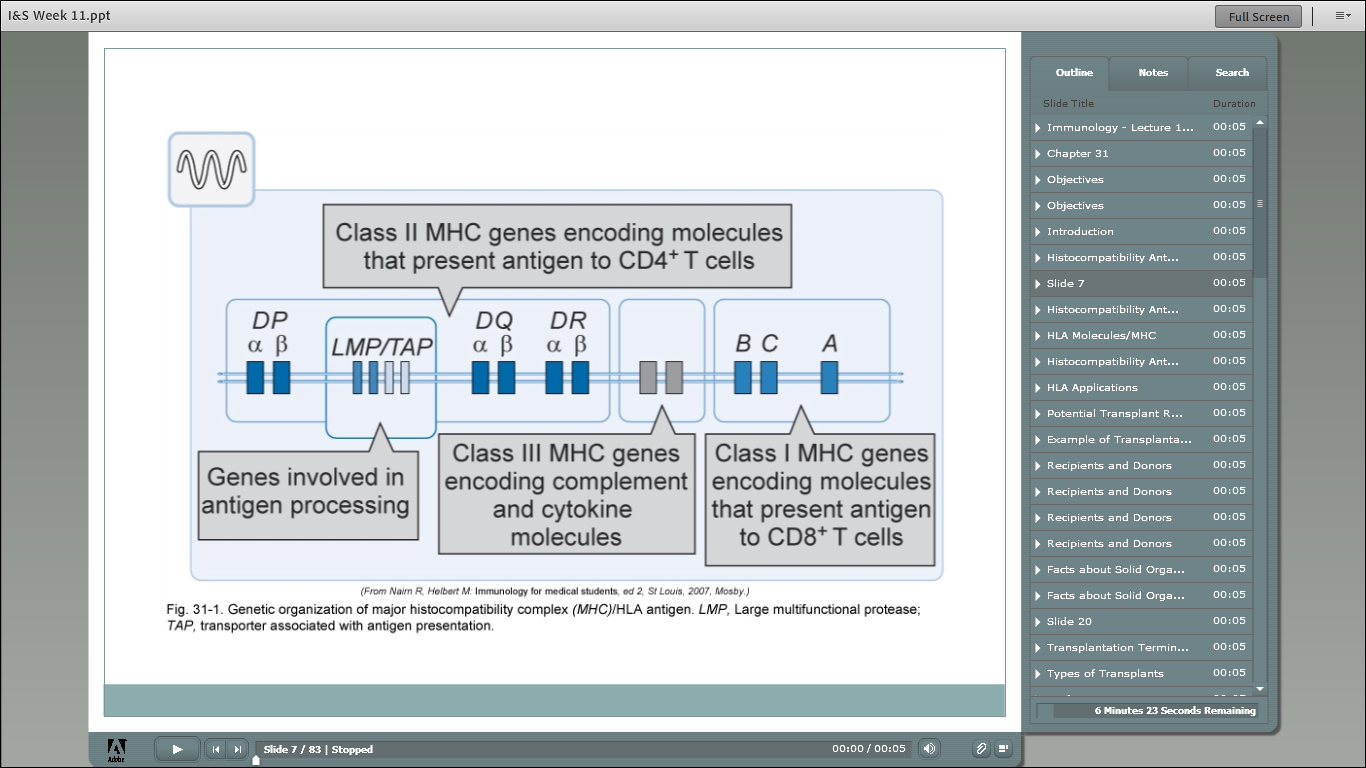 I&S Week 11.ppt
Full Screen
Class II MHC genes encoding molecules
that present antigen to CD4+ T cells
DP
α β
LMP/TAP
DQ
α β
DR
α β
B C
A
Genes involved in
antigen processing
Class III MHC genes
encoding complement
and cytokine
molecules
Class I MHC genes
encoding molecules
that present antigen
to CD8+ T cells
(From Nairn R, Helbert M: Immunology for medical students, ed 2, St Louis, 2007, Mosby.)
Fig. 31-1. Genetic organization of major histocompatibility complex (MHC)/HLA antigen. LMP, Large multifunctional protease;
TAP, transporter associated with antigen presentation.
Outline Notes Search
Slide Title Duration
Immunology - Lecture 1... 00:05
Chapter 31 00:05
Objectives 00:05
Objectives 00:05
Introduction 00:05
Histocompatibility Ant... 00:05
Slide 7 00:05
Histocompatibility Ant... 00:05
HLA Molecules/MHC 00:05
Histocompatibility Ant... 00:05
HLA Applications 00:05
Potential Transplant R... 00:05
Example of Transplanta... 00:05
Recipients and Donors 00:05
Recipients and Donors 00:05
Recipients and Donors 00:05
Recipients and Donors 00:05
Facts about Solid Orga... 00:05
Facts about Solid Orga... 00:05
Slide 20 00:05
Transplantation Termin... 00:05
Types of Transplants 00:05
6 Minutes 23 Seconds Remaining
Adobe
Slide 7 / 83 | Stopped
00:00 / 00:05